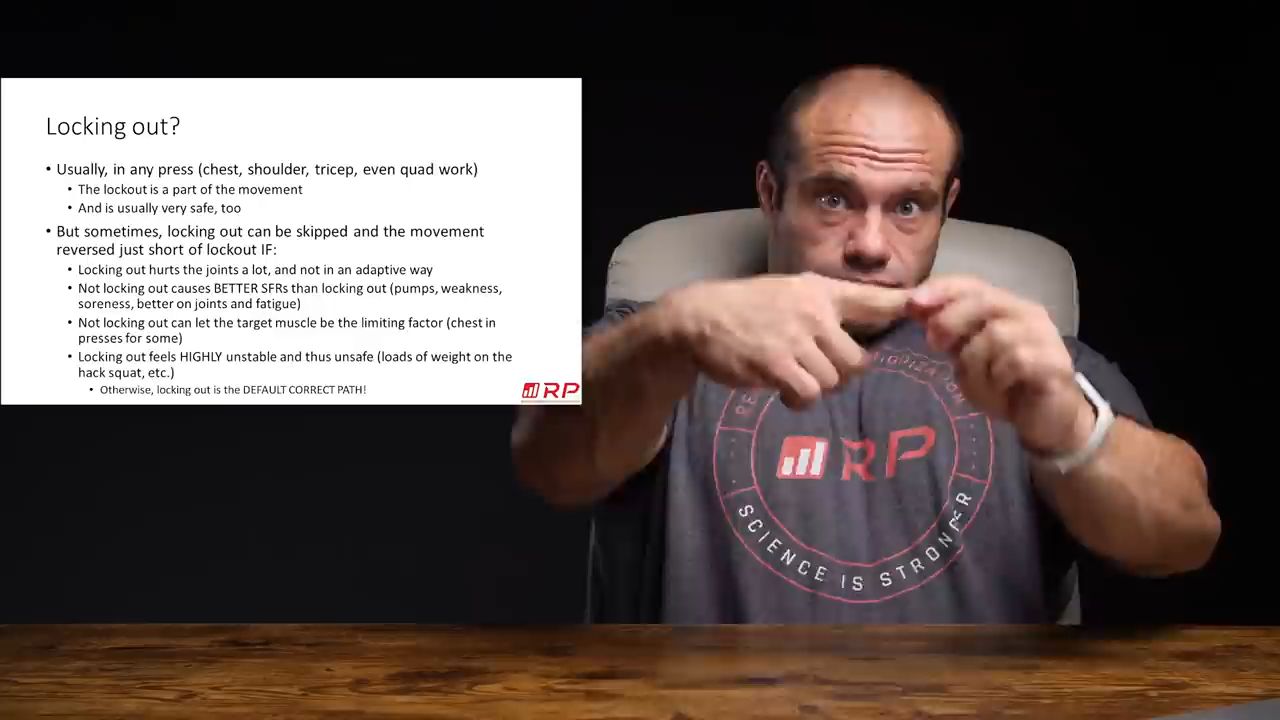 Locking out?
• Usually, in any press (chest, shoulder, tricep, even quad work)
• The lockout is a part of the movement
• And is usually very safe, too
• But sometimes, locking out can be skipped and the movement
reversed just short of lockout IF:
• Locking out hurts the joints a lot, and not in an adaptive way
• Not locking out causes BETTER SFRs than locking out (pumps, weakness,
soreness, better on joints and fatigue)
• Not locking out can let the target muscle be the limiting factor (chest in
presses for some)
• Locking out feels HIGHLY unstable and thus unsafe (loads of weight on the
hack squat, etc.)
• Otherwise, locking out is the DEFAULT CORRECT PATH!
RP
RP
SCIENCE IS STRONGER